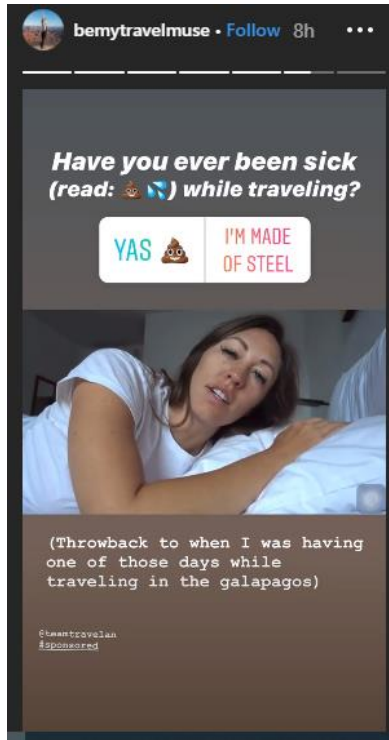 bemytravelmuse • Follow 8h •••
Have you ever been sick
(read: 💩 💦) while traveling?
YAS 💩
I'M MADE
OF STEEL
(Throwback to when I was having
one of those days while
traveling in the galapagos)
@teamtravelan
#sponsored